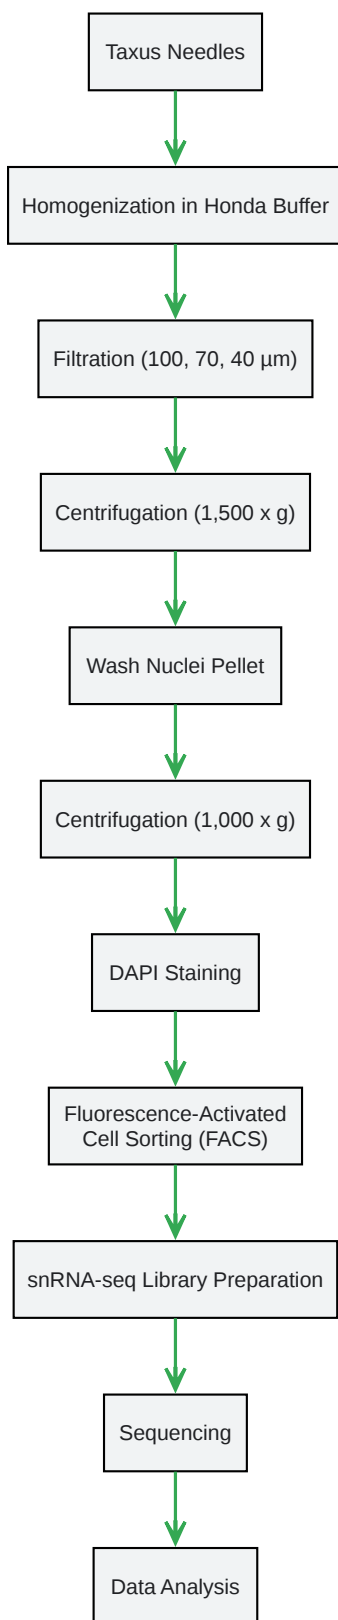 Taxus Needles
Homogenization in Honda Buffer
Filtration (100, 70, 40 µm)
Centrifugation (1,500 x g)
Wash Nuclei Pellet
Centrifugation (1,000 x g)
DAPI Staining
Fluorescence-Activated
Cell Sorting (FACS)
snRNA-seq Library Preparation
Sequencing
Data Analysis